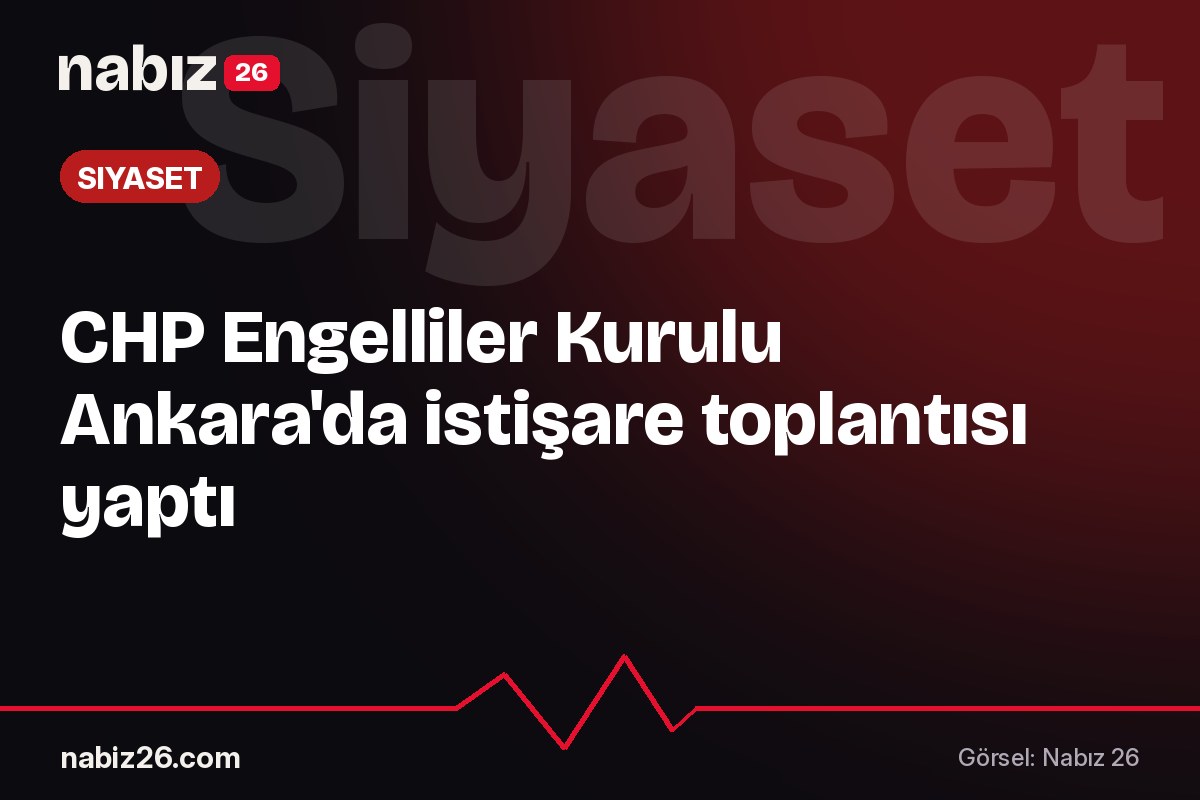 Siyaset
nabız 26
SIYASET
CHP Engelliler Kurulu
Ankara'da istişare toplantısı
yaptı
nabiz26.com
Görsel: Nabız 26